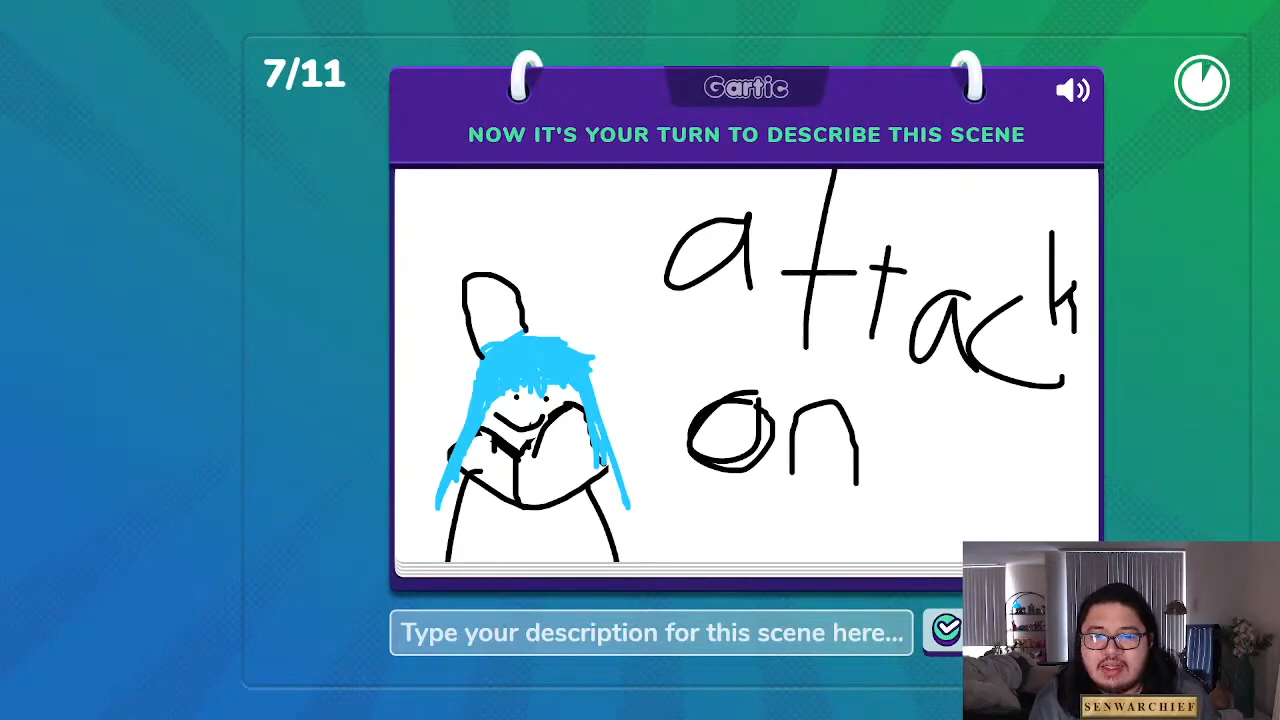 7/11
Gartic
NOW IT'S YOUR TURN TO DESCRIBE THIS SCENE
attack
on
Type your description for this scene here...
SENWARCHIEF